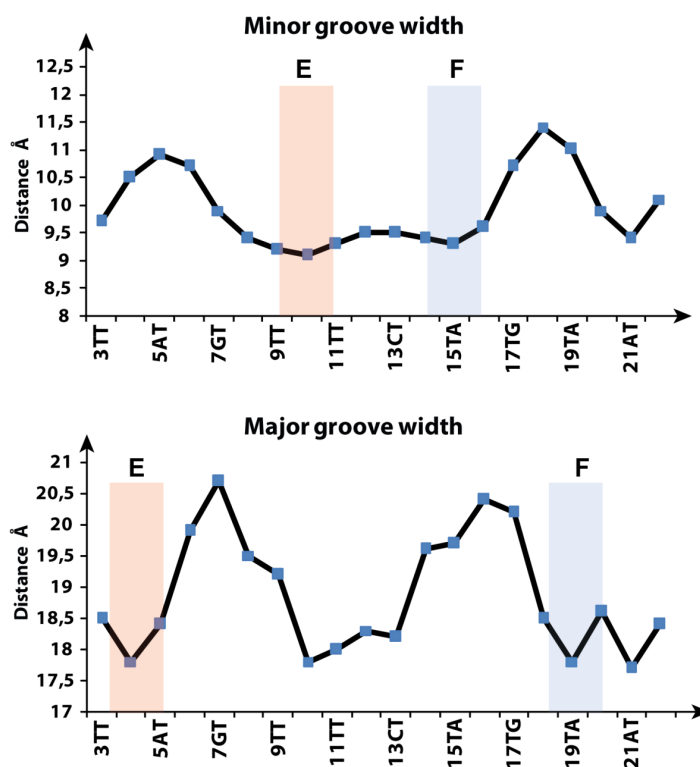 Minor groove width
Distance Å
12,5
12
11,5
11
10,5
10
9,5
9
8,5
8
E
F
3TT
5AT
7GT
9TT
11TT
13CT
15TA
17TG
19TA
21AT
Major groove width
Distance Å
21
20,5
20
19,5
19
18,5
18
17,5
17
E
F
3TT
5AT
7GT
9TT
11TT
13CT
15TA
17TG
19TA
21AT